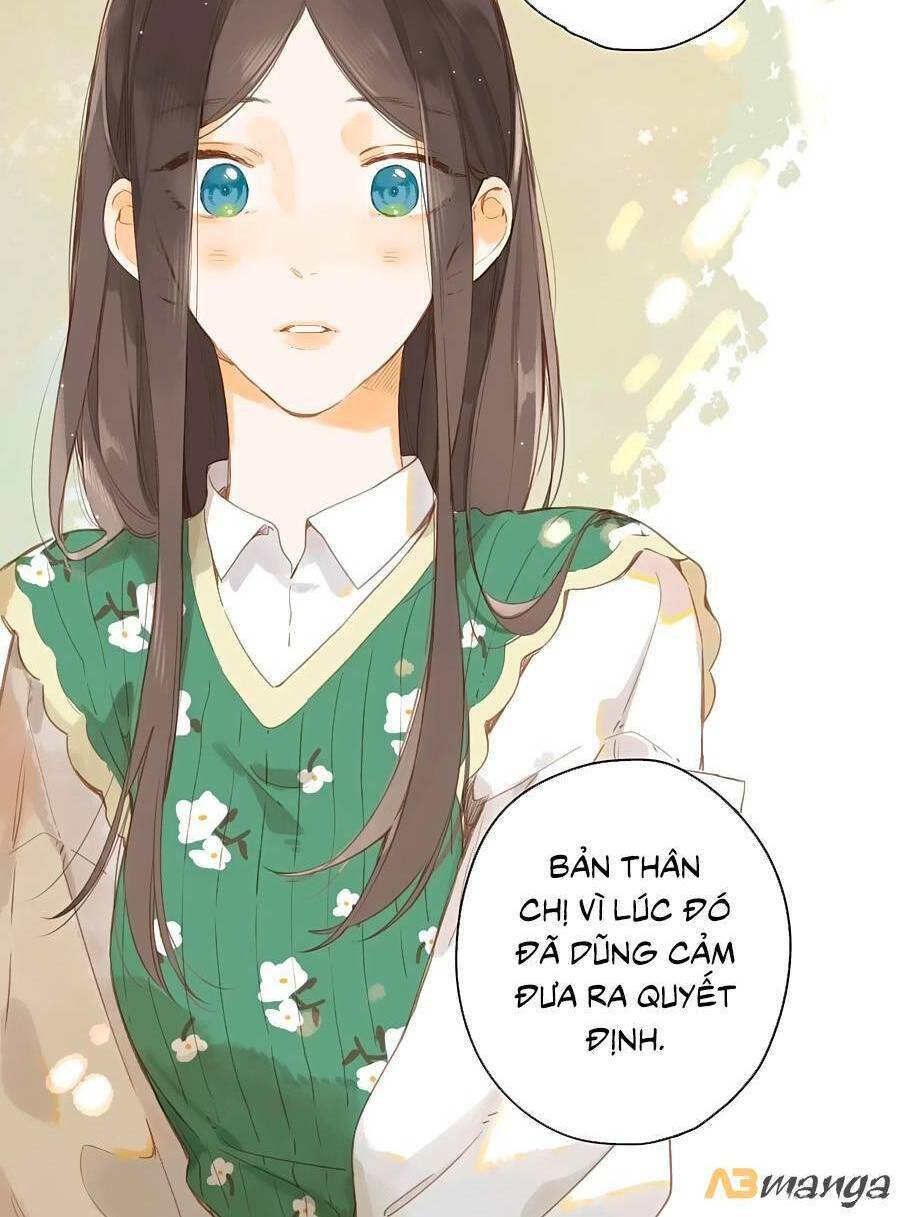 BẢN THÂN
CHỊ VÌ LÚC ĐÓ
ĐÃ DŨNG CẢM
ĐƯA RA QUYẾT
ĐỊNH.
A3manga